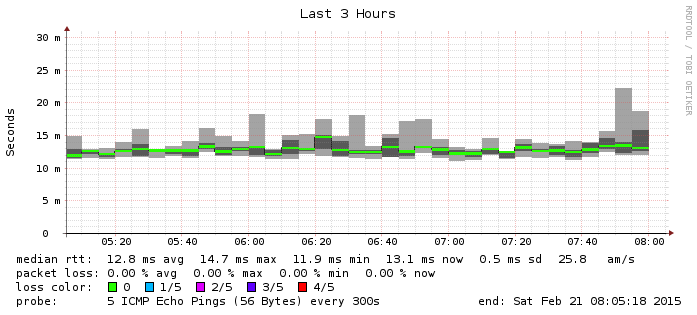 Last 3 Hours
RRDTOOL / TOBI OETIKER
Seconds
30 m
25 m
20 m
15 m
10 m
5 m
0
05:20 05:40 06:00 06:20 06:40 07:00 07:20 07:40 08:00
median rtt: 12.8 ms avg 14.7 ms max 11.9 ms min 13.1 ms now 0.5 ms sd 25.8 am/s
packet loss: 0.00 % avg 0.00 % max 0.00 % min 0.00 % now
loss color: 0 1/5 2/5 3/5 4/5
probe: 5 ICMP Echo Pings (56 Bytes) every 300s end: Sat Feb 21 08:05:18 2015